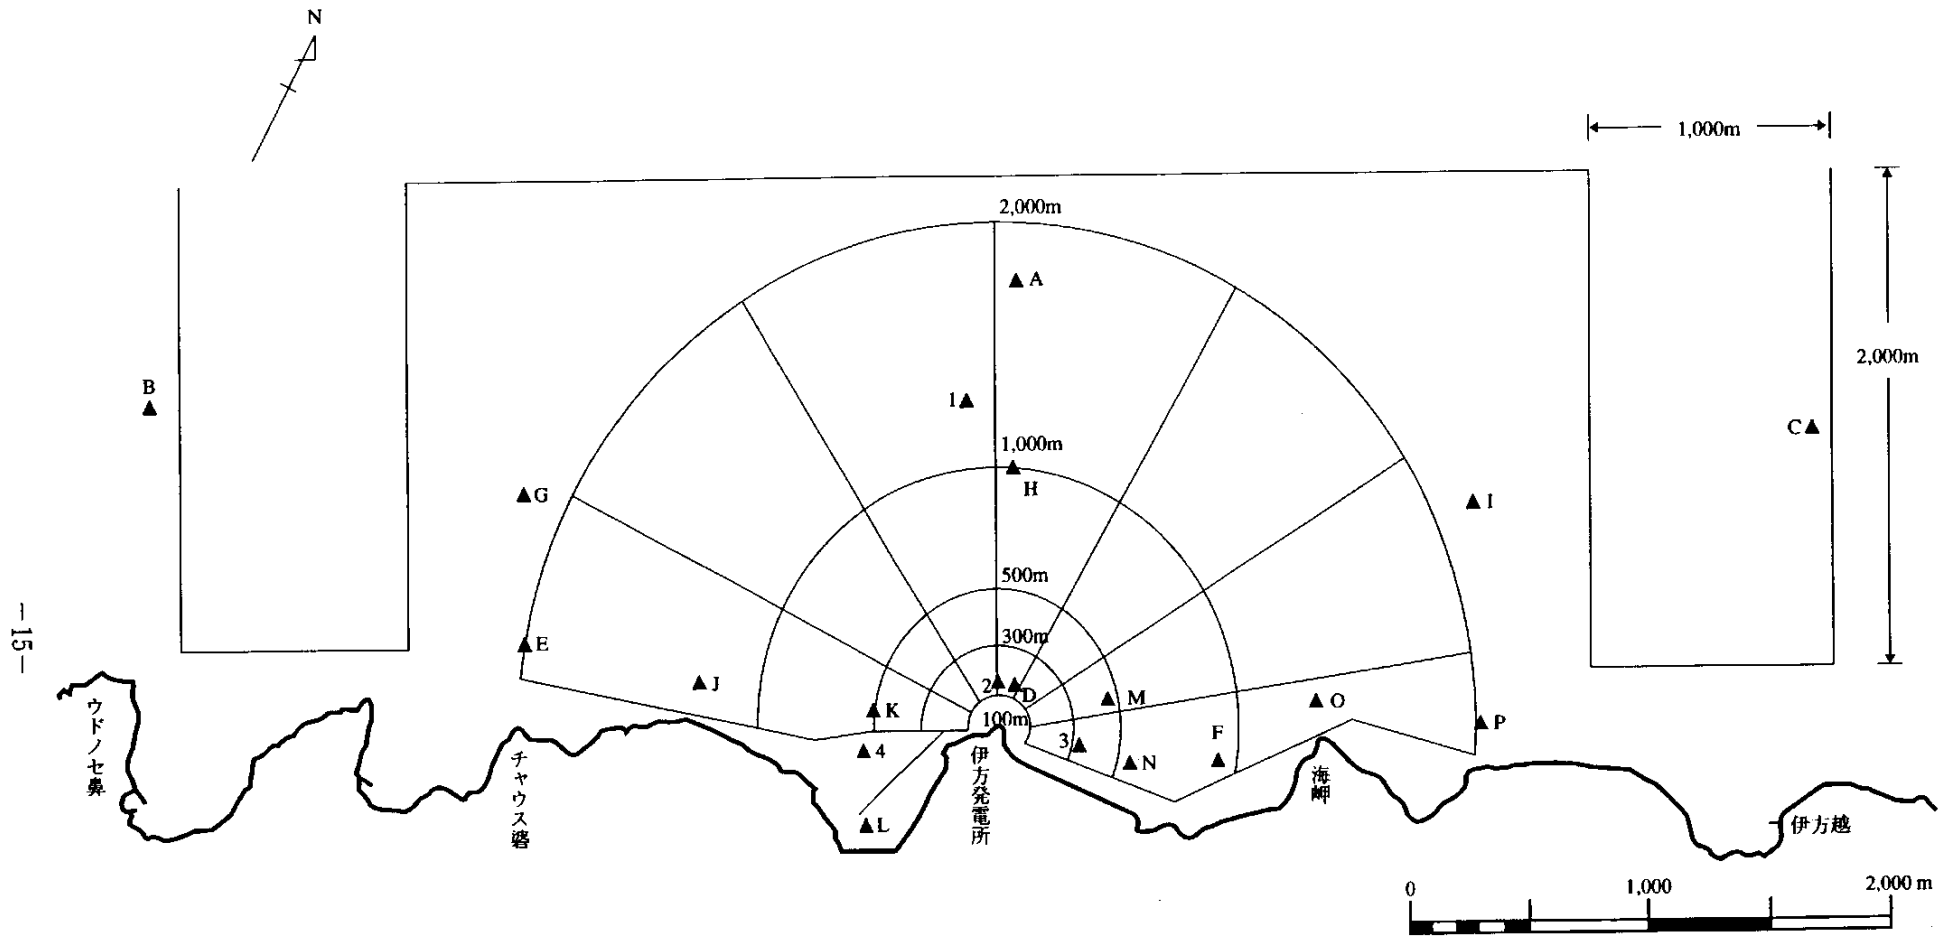 N
1,000m
2,000m
A
B
1
C
1,000m
2,000m
H
G
I
500m
300m
E
J
2
D
M
O
K
100m
P
F
3
4
N
L
ウドノセ鼻
チャウス碆
伊方発電所
海岬
伊方越
0
1,000
2,000 m
—15—